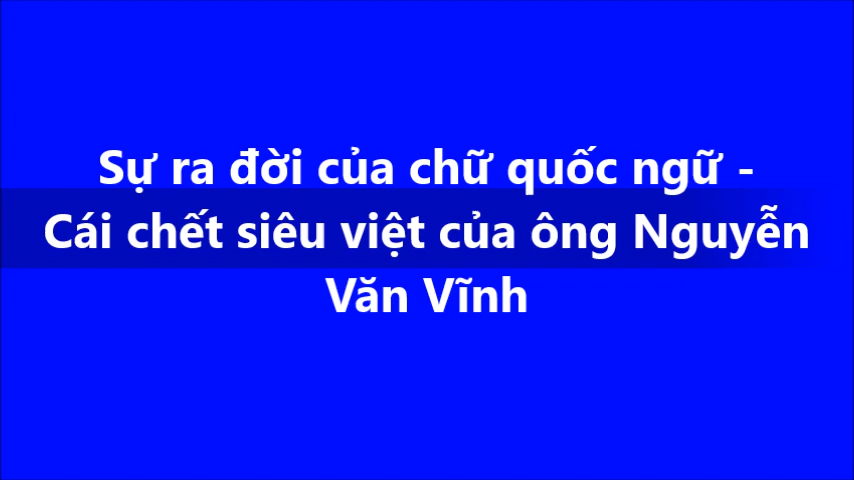 Sự ra đời của chữ quốc ngữ -
Cái chết siêu việt của ông Nguyễn
Văn Vĩnh